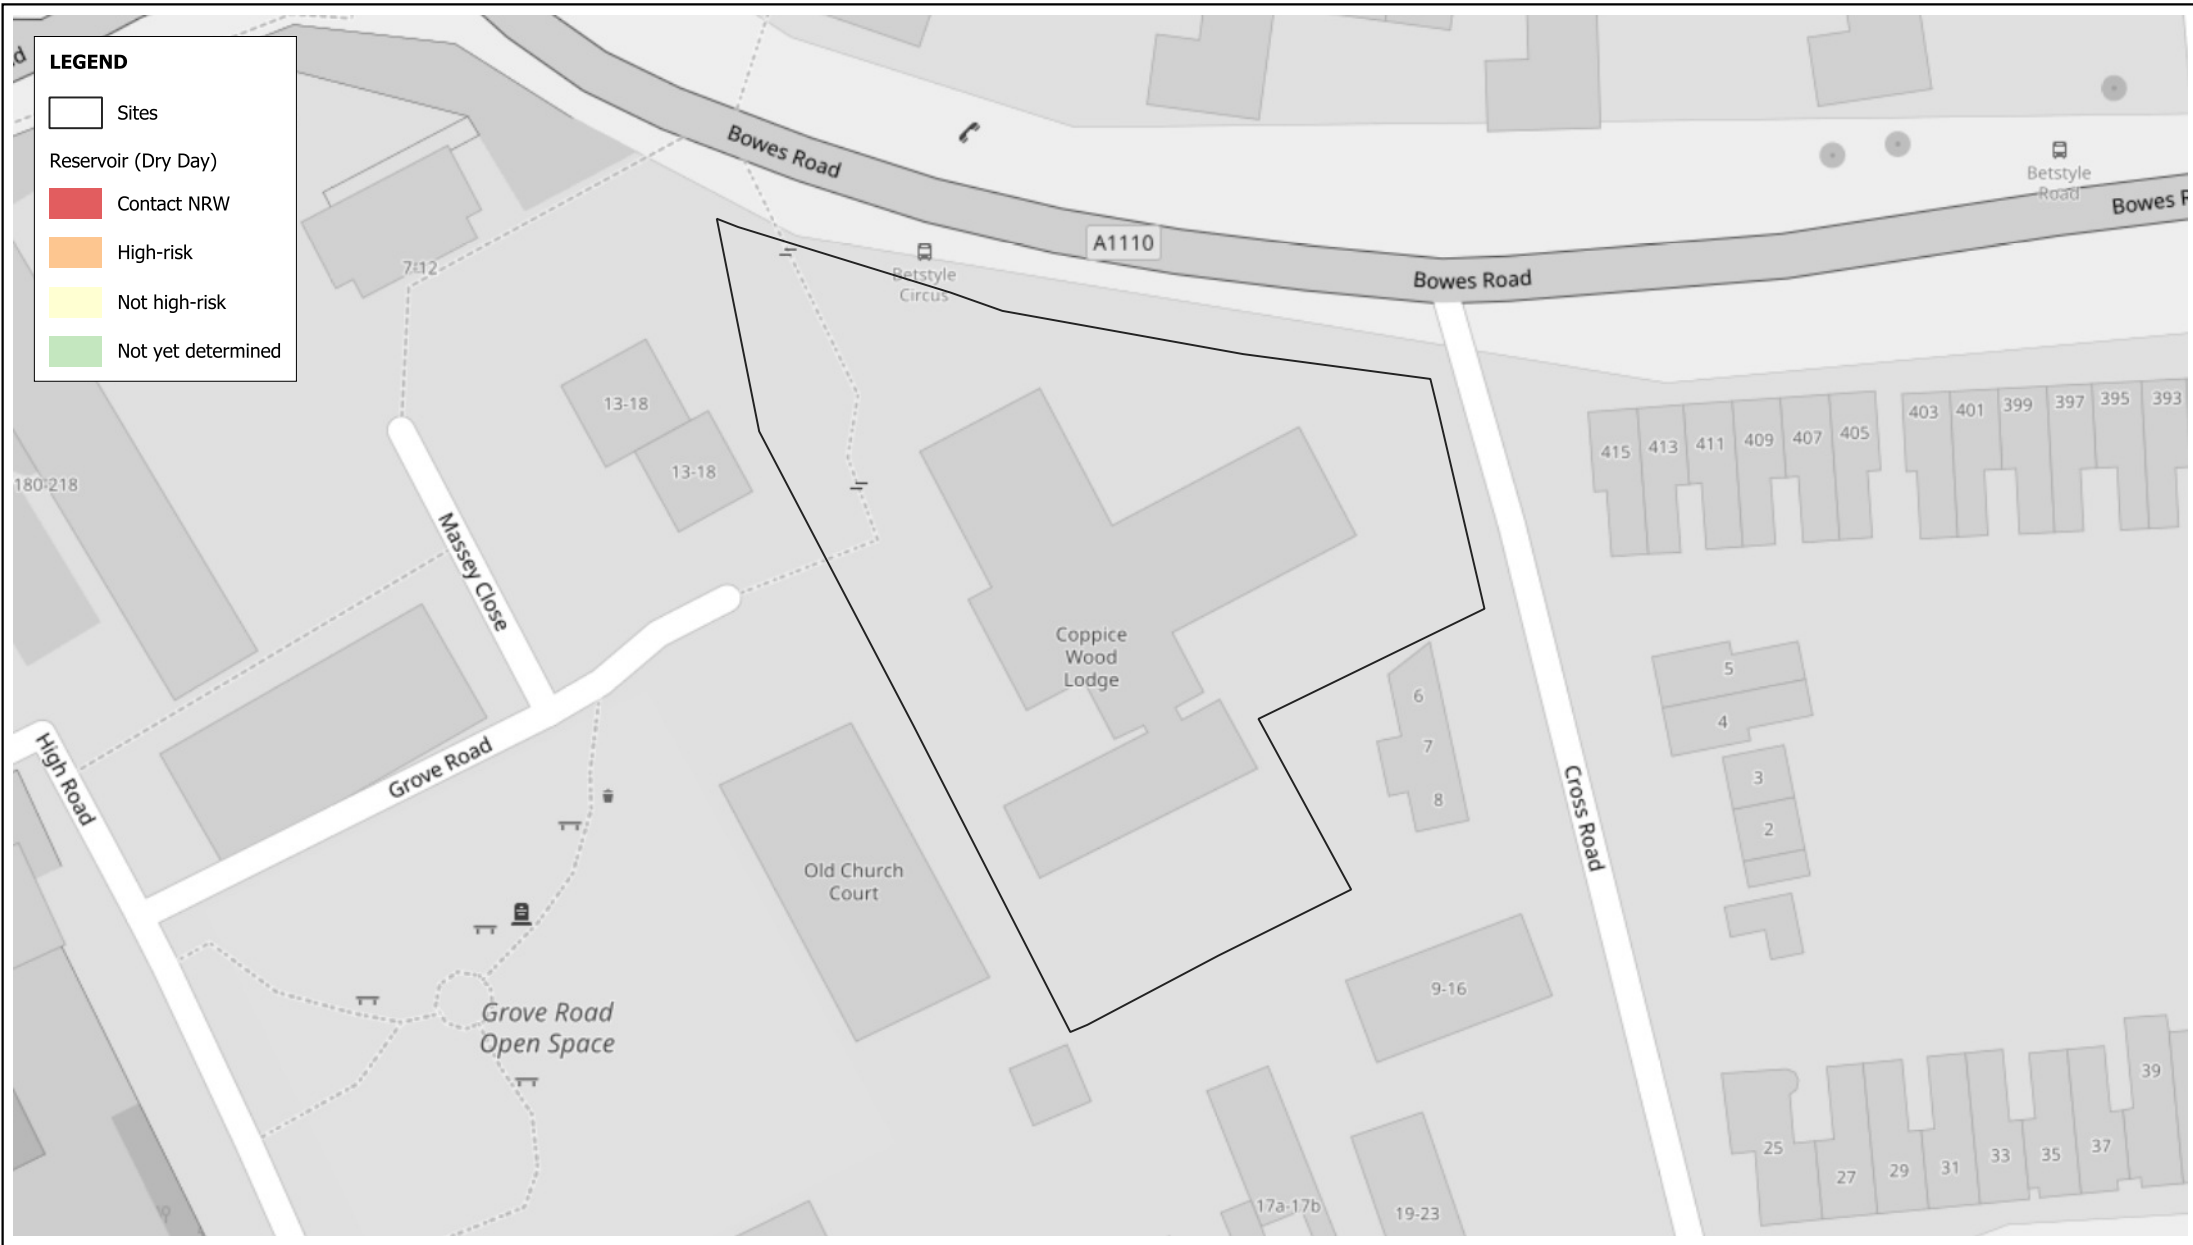 LEGEND
Sites
Reservoir (Dry Day)
Contact NRW
High-risk
Not high-risk
Not yet determined
Bowes Road
A1110
Bowes Road
Betstyle
Road
Betstyle
Circus
7-12
13-18
13-18
180-218
Massey Close
Grove Road
High Road
Coppice
Wood
Lodge
Old Church
Court
Grove Road
Open Space
Cross Road
415
413
411
409
407
405
403
401
399
397
395
393
5
4
3
2
6
7
8
9-16
17a-17b
19-23
25
27
29
31
33
35
37
39